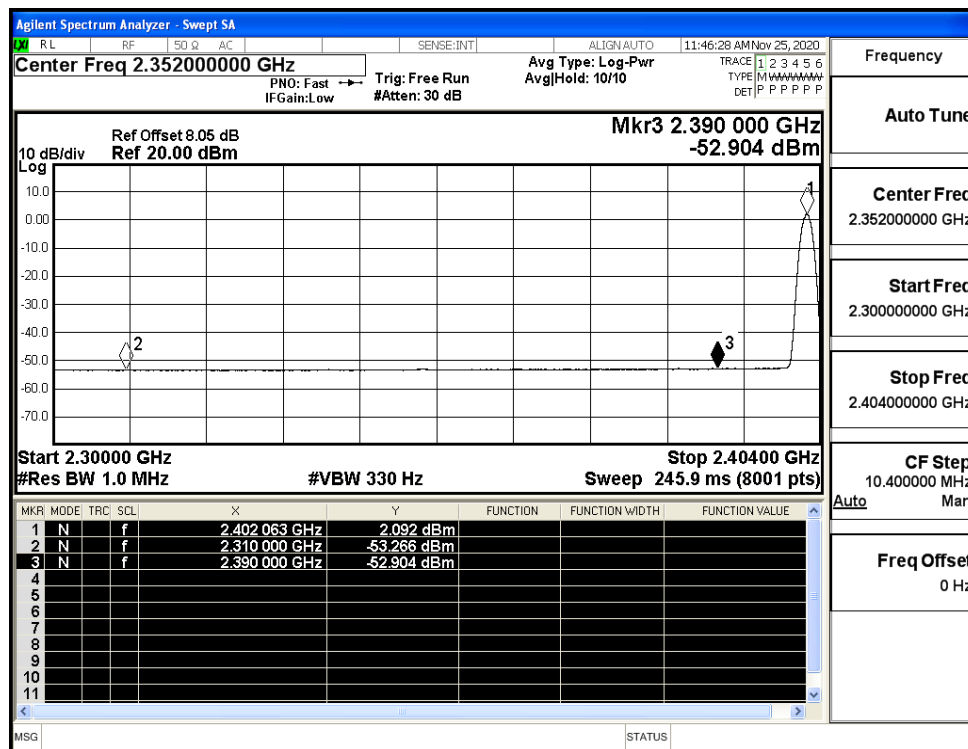 Agilent Spectrum Analyzer - Swept SA
LXI RL RF 50 Ω AC SENSE:INT ALIGN AUTO 11:46:28 AM Nov 25, 2020
Center Freq 2.352000000 GHz
PNO: Fast
IFGain:Low
Trig: Free Run
#Atten: 30 dB
Avg Type: Log-Pwr
Avg|Hold: 10/10
TRACE 1 2 3 4 5 6
TYPE M W W W W W
DET P P P P P P
Ref Offset 8.05 dB
10 dB/div Ref 20.00 dBm
Log
Mkr3 2.390 000 GHz
-52.904 dBm
10.0
0.00
-10.0
-20.0
-30.0
-40.0
-50.0
-60.0
-70.0
1
2
3
Start 2.30000 GHz Stop 2.40400 GHz
#Res BW 1.0 MHz #VBW 330 Hz Sweep 245.9 ms (8001 pts)
MKR MODE TRC SCL X Y FUNCTION FUNCTION WIDTH FUNCTION VALUE
1 N f 2.402 063 GHz 2.092 dBm
2 N f 2.310 000 GHz -53.266 dBm
3 N f 2.390 000 GHz -52.904 dBm
4
5
6
7
8
9
10
11
MSG STATUS
Frequency
Auto Tune
Center Freq
2.352000000 GHz
Start Freq
2.300000000 GHz
Stop Freq
2.404000000 GHz
CF Step
10.400000 MHz
Auto Man
Freq Offset
0 Hz